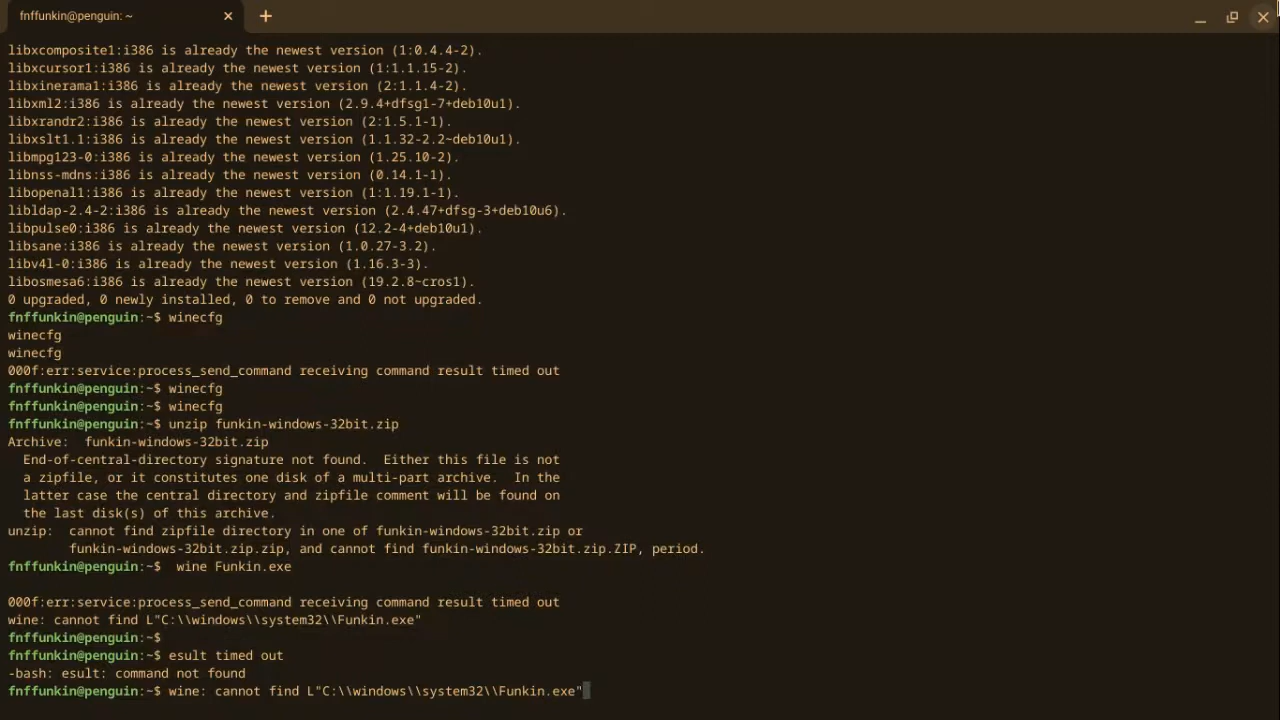 fnffunkin@penguin: ~
libxcomposite1:i386 is already the newest version (1:0.4.4-2).
libxcursor1:i386 is already the newest version (1:1.1.15-2).
libxinerama1:i386 is already the newest version (2:1.1.4-2).
libxml2:i386 is already the newest version (2.9.4+dfsg1-7+deb10u1).
libxrandr2:i386 is already the newest version (2:1.5.1-1).
libxslt1.1:i386 is already the newest version (1.1.32-2.2~deb10u1).
libmpg123-0:i386 is already the newest version (1.25.10-2).
libnss-mdns:i386 is already the newest version (0.14.1-1).
libopenal1:i386 is already the newest version (1:1.19.1-1).
libldap-2.4-2:i386 is already the newest version (2.4.47+dfsg-3+deb10u6).
libpulse0:i386 is already the newest version (12.2-4+deb10u1).
libsane:i386 is already the newest version (1.0.27-3.2).
libv4l-0:i386 is already the newest version (1.16.3-3).
libosmesa6:i386 is already the newest version (19.2.8~cros1).
0 upgraded, 0 newly installed, 0 to remove and 0 not upgraded.
fnffunkin@penguin:~$ winecfg
winecfg
winecfg
000f:err:service:process_send_command receiving command result timed out
fnffunkin@penguin:~$ winecfg
fnffunkin@penguin:~$ winecfg
fnffunkin@penguin:~$ unzip funkin-windows-32bit.zip
Archive:  funkin-windows-32bit.zip
  End-of-central-directory signature not found.  Either this file is not
  a zipfile, or it constitutes one disk of a multi-part archive.  In the
  latter case the central directory and zipfile comment will be found on
  the last disk(s) of this archive.
unzip:  cannot find zipfile directory in one of funkin-windows-32bit.zip or
        funkin-windows-32bit.zip.zip, and cannot find funkin-windows-32bit.zip.ZIP, period.
fnffunkin@penguin:~$  wine Funkin.exe
000f:err:service:process_send_command receiving command result timed out
wine: cannot find L"C:\\windows\\system32\\Funkin.exe"
fnffunkin@penguin:~$
fnffunkin@penguin:~$ esult timed out
-bash: esult: command not found
fnffunkin@penguin:~$ wine: cannot find L"C:\\windows\\system32\\Funkin.exe"